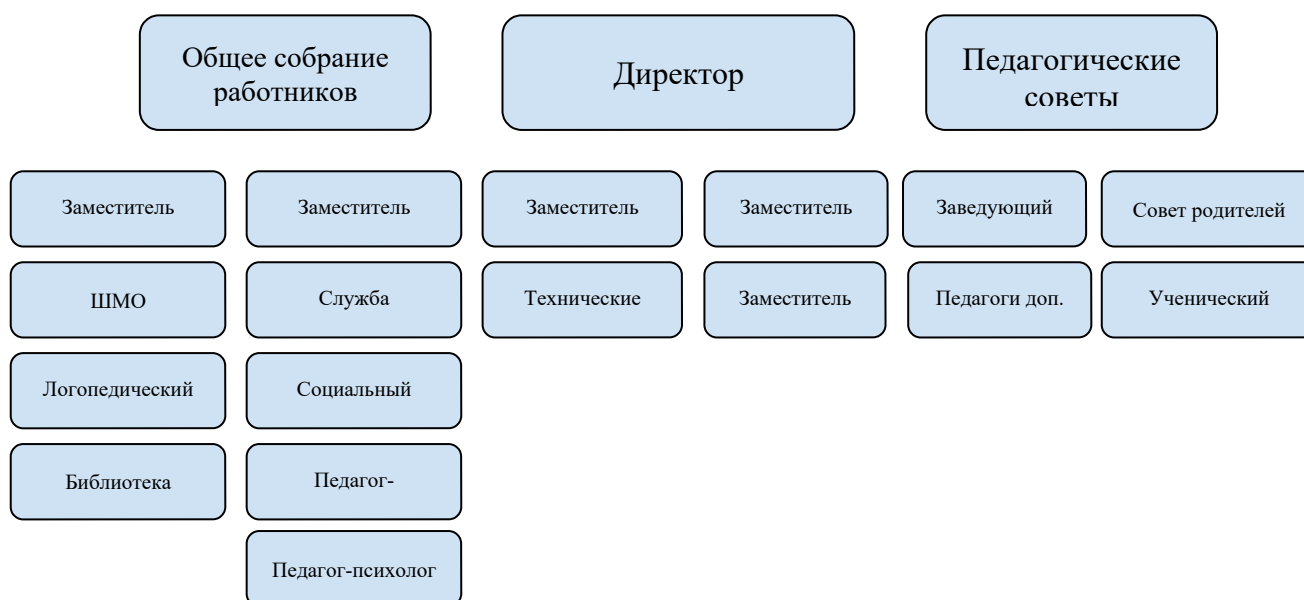 Общее собрание
работников
Директор
Педагогические
советы
Заместитель
Заместитель
Заместитель
Заместитель
Заведующий
Совет родителей
ШМО
Служба
Технические
Заместитель
Педагоги доп.
Ученический
Логопедический
Социальный
Библиотека
Педагог-
Педагог-психолог